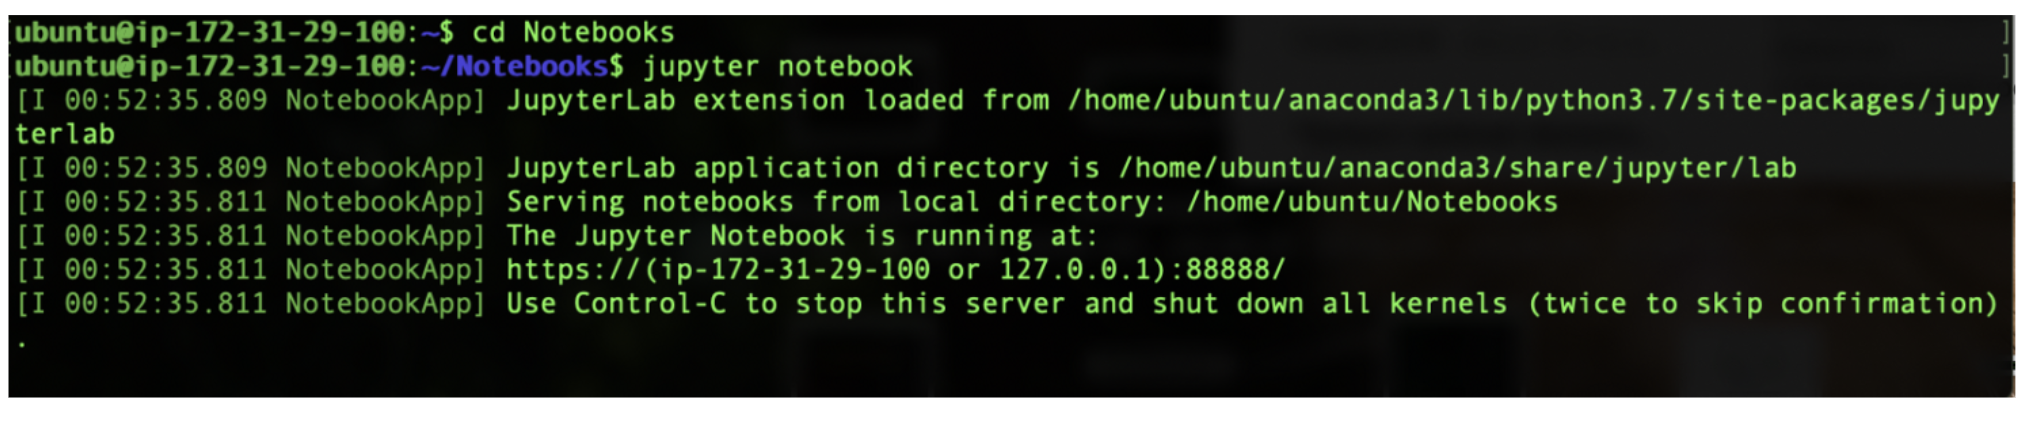 ubuntu@ip-172-31-29-100:~$ cd Notebooks ]
ubuntu@ip-172-31-29-100:~/Notebooks$ jupyter notebook ]
[I 00:52:35.809 NotebookApp] JupyterLab extension loaded from /home/ubuntu/anaconda3/lib/python3.7/site-packages/jupy
terlab
[I 00:52:35.809 NotebookApp] JupyterLab application directory is /home/ubuntu/anaconda3/share/jupyter/lab
[I 00:52:35.811 NotebookApp] Serving notebooks from local directory: /home/ubuntu/Notebooks
[I 00:52:35.811 NotebookApp] The Jupyter Notebook is running at:
[I 00:52:35.811 NotebookApp] https://(ip-172-31-29-100 or 127.0.0.1):88888/
[I 00:52:35.811 NotebookApp] Use Control-C to stop this server and shut down all kernels (twice to skip confirmation)
.